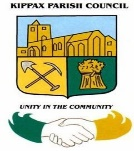 KIPPAX PARISH COUNCIL
UNITY IN THE COMMUNITY